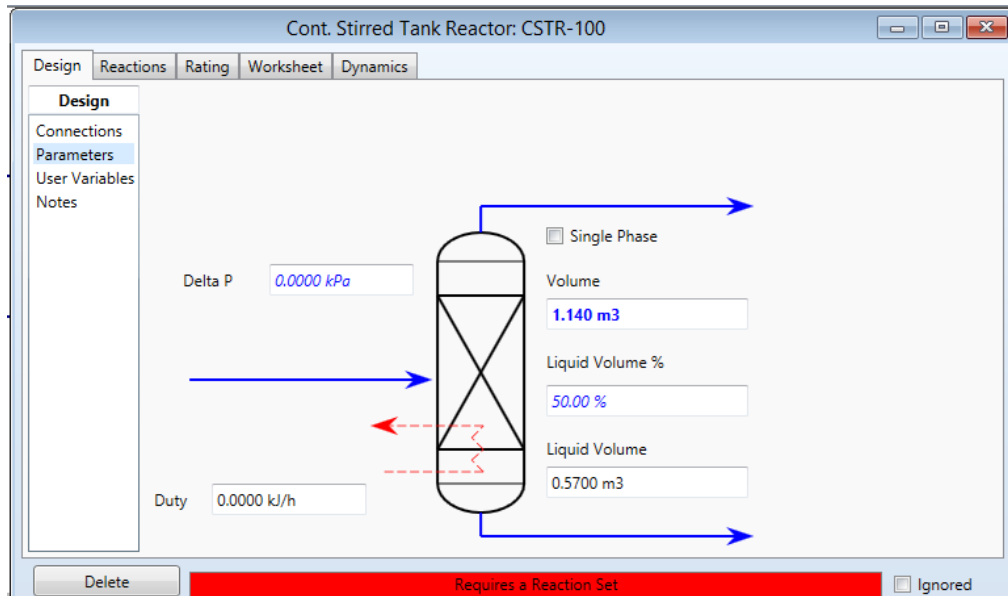 Cont. Stirred Tank Reactor: CSTR-100
Design Reactions Rating Worksheet Dynamics
Design
Connections
Parameters
User Variables
Notes
Single Phase
Delta P 0.0000 kPa
Volume
1.140 m3
Liquid Volume %
50.00 %
Liquid Volume
0.5700 m3
Duty 0.0000 kJ/h
Delete
Requires a Reaction Set
Ignored